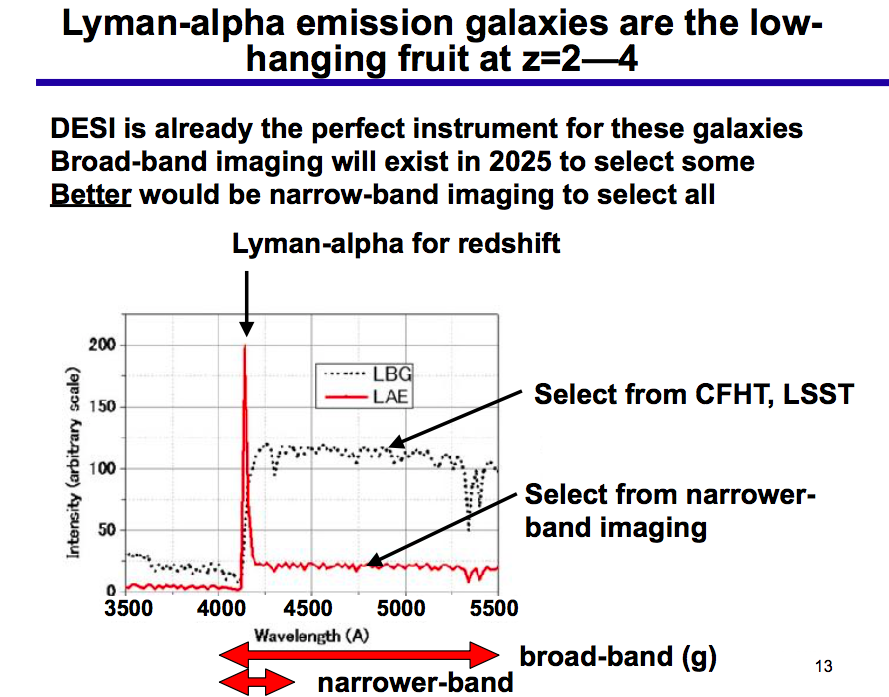 Lyman-alpha emission galaxies are the low-
hanging fruit at z=2—4
DESI is already the perfect instrument for these galaxies
Broad-band imaging will exist in 2025 to select some
Better would be narrow-band imaging to select all
Lyman-alpha for redshift
200
150
100
50
0
Intensity (arbitrary scale)
LBG
LAE
Select from CFHT, LSST
Select from narrower-
band imaging
3500 4000 4500 5000 5500
Wavelength (A)
broad-band (g)
narrower-band
13